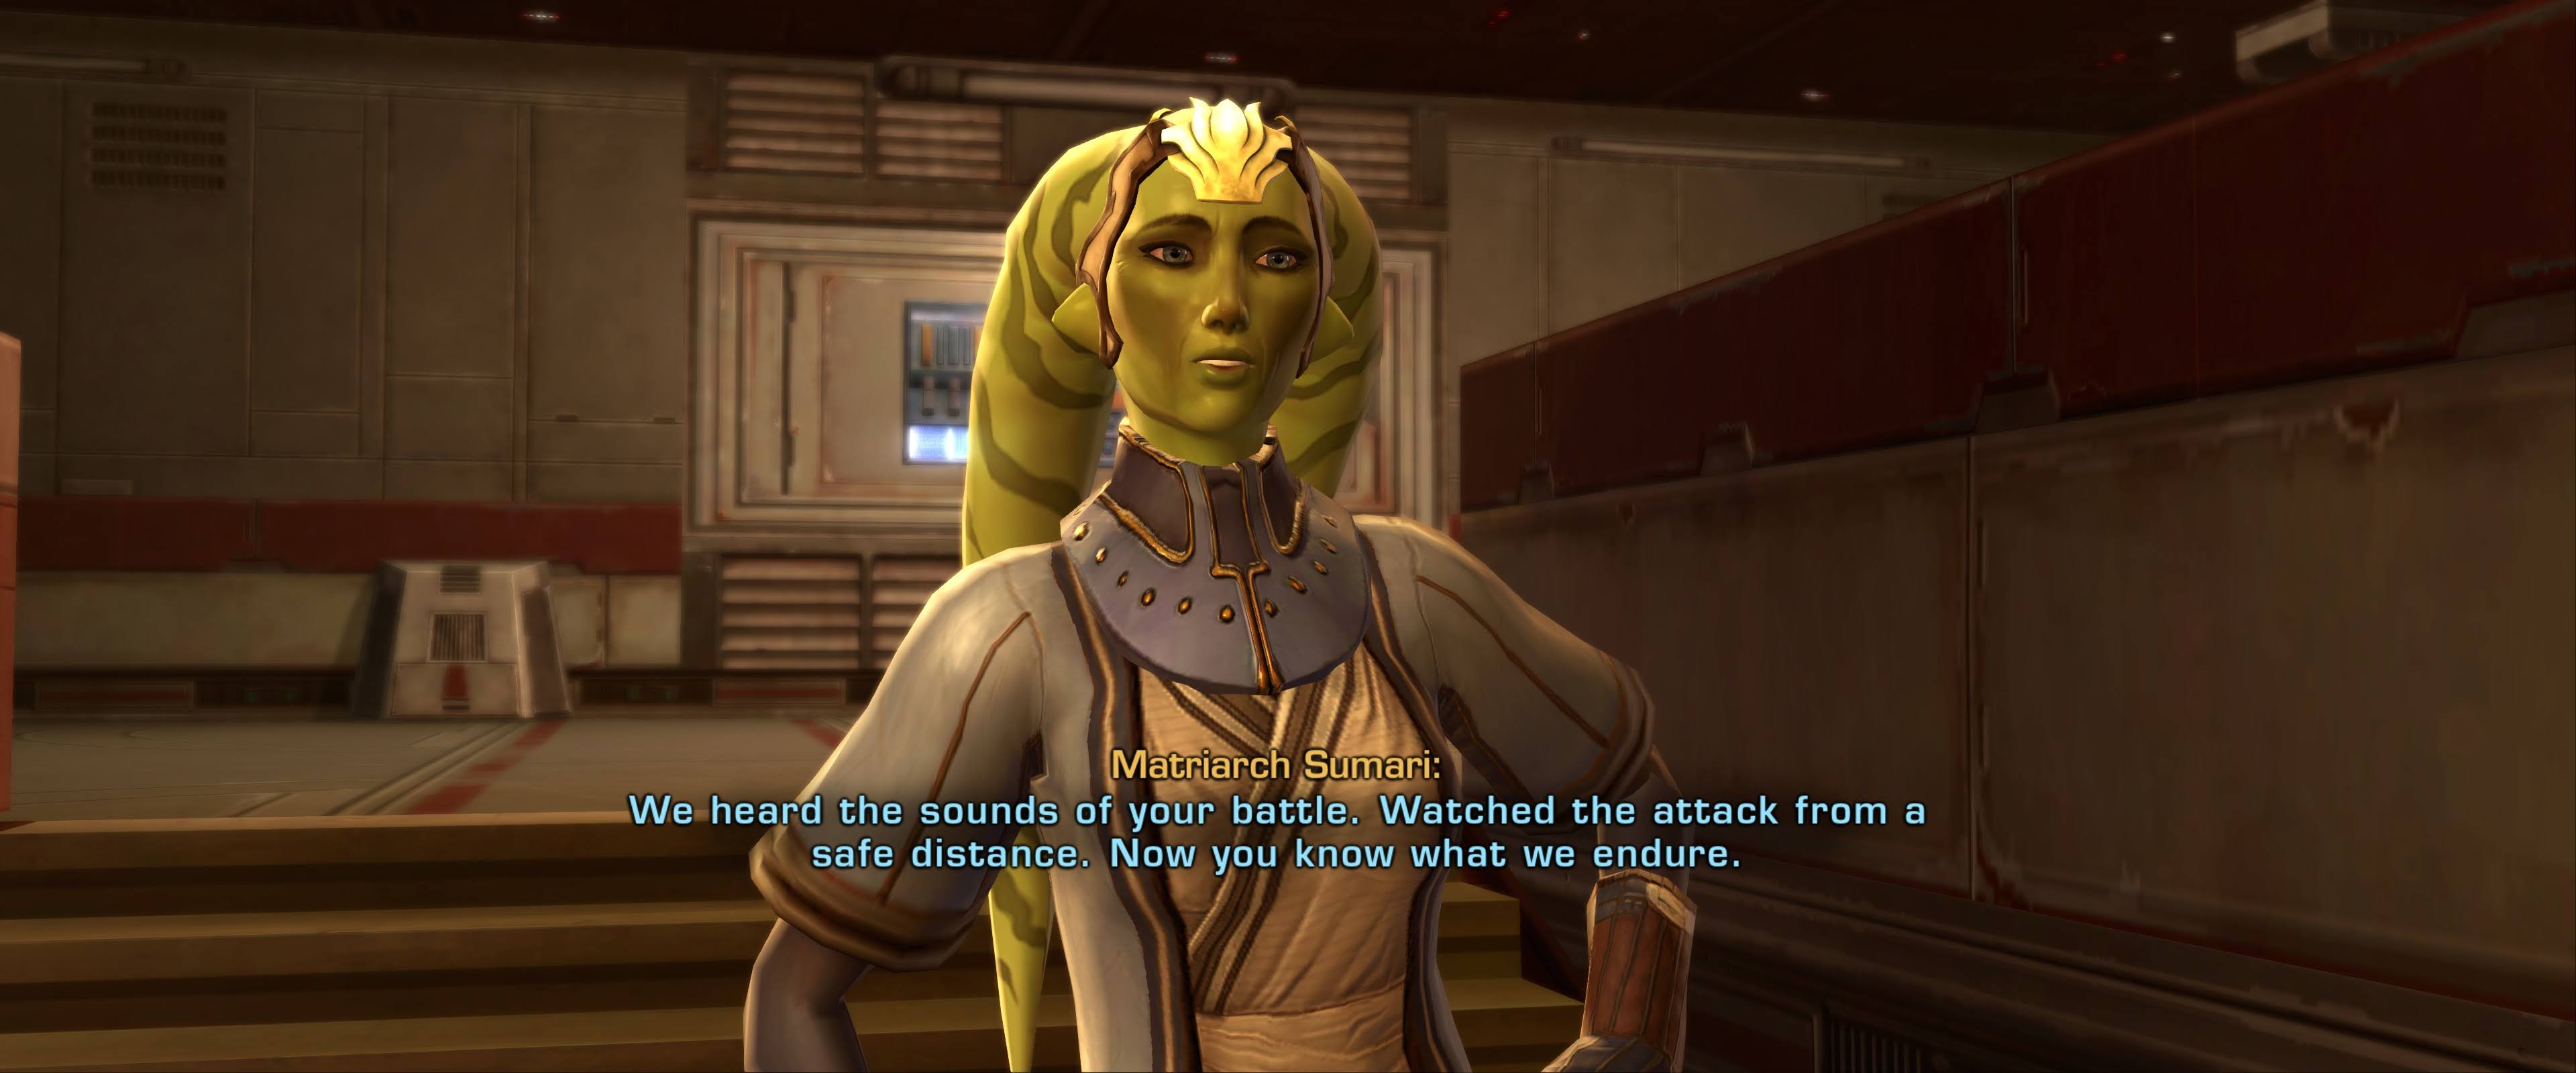 Matriarch Sumari:
We heard the sounds of your battle. Watched the attack from a
safe distance. Now you know what we endure.